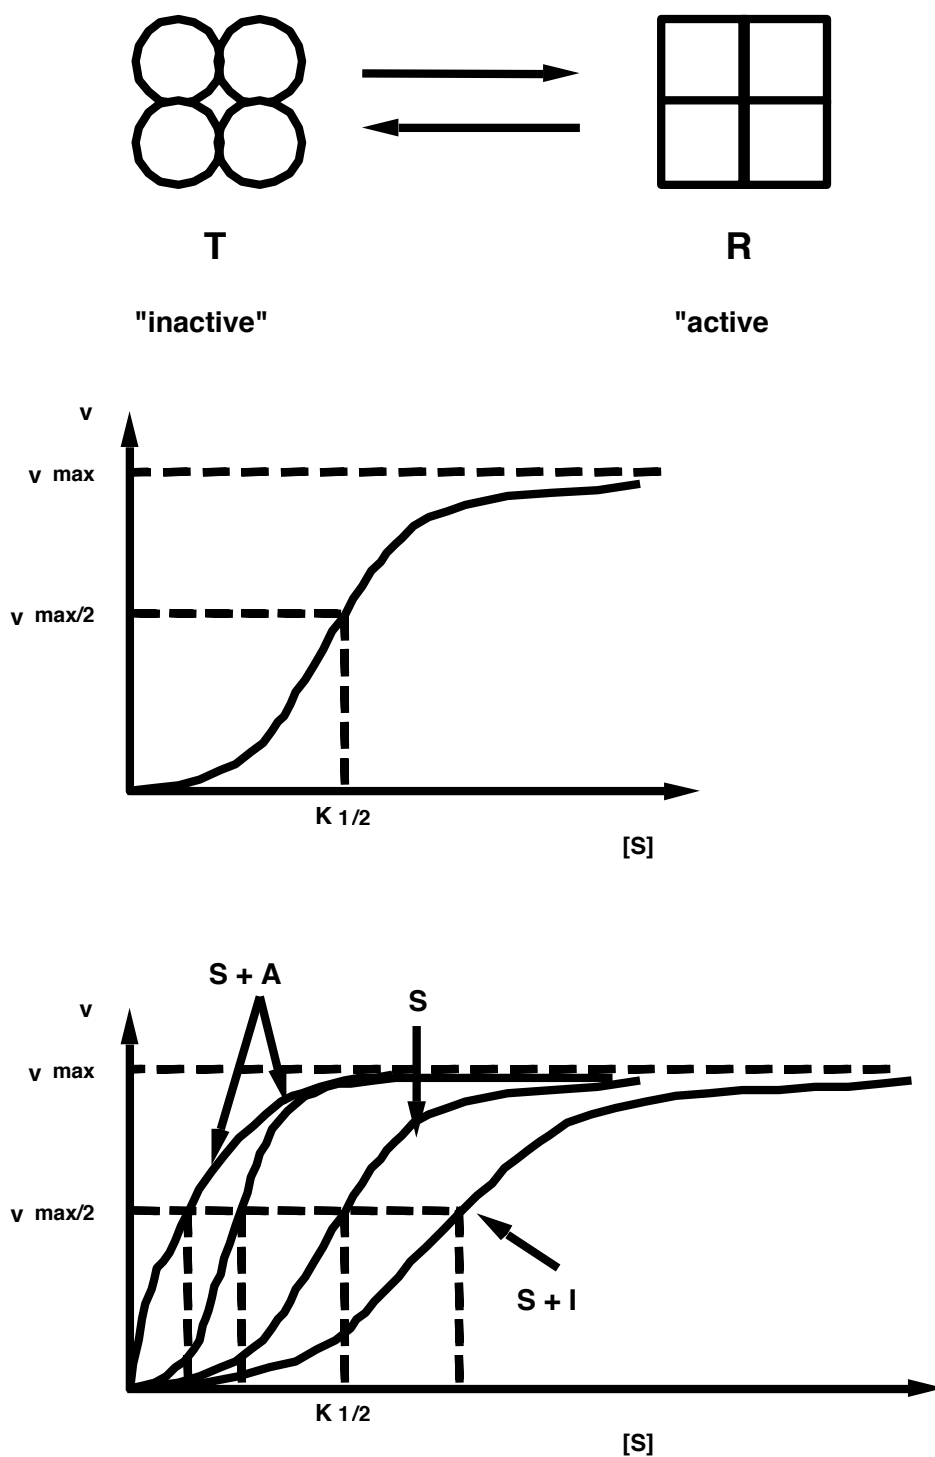 T R
"inactive" "active
v
v max
v max/2
K 1/2
[S]
S + A
S
v
v max
v max/2
S + I
K 1/2
[S]